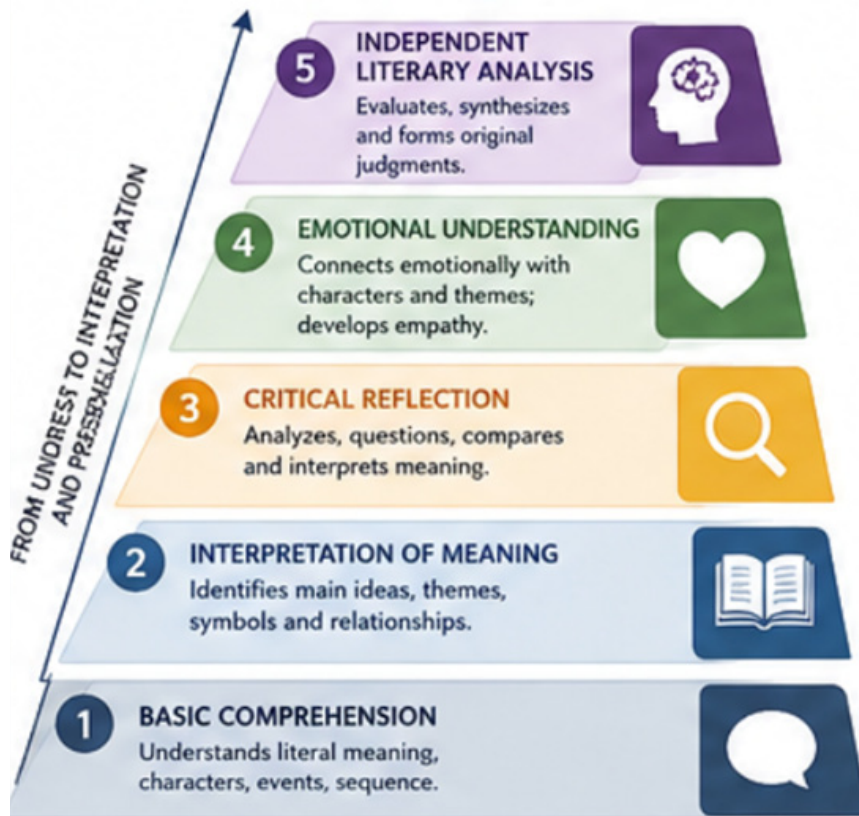 5
INDEPENDENT
LITERARY ANALYSIS
Evaluates, synthesizes
and forms original
judgments.
4
EMOTIONAL UNDERSTANDING
Connects emotionally with
characters and themes;
develops empathy.
3
CRITICAL REFLECTION
Analyzes, questions, compares
and interprets meaning.
2
INTERPRETATION OF MEANING
Identifies main ideas, themes,
symbols and relationships.
1
BASIC COMPREHENSION
Understands literal meaning,
characters, events, sequence.
FROM TO
AND